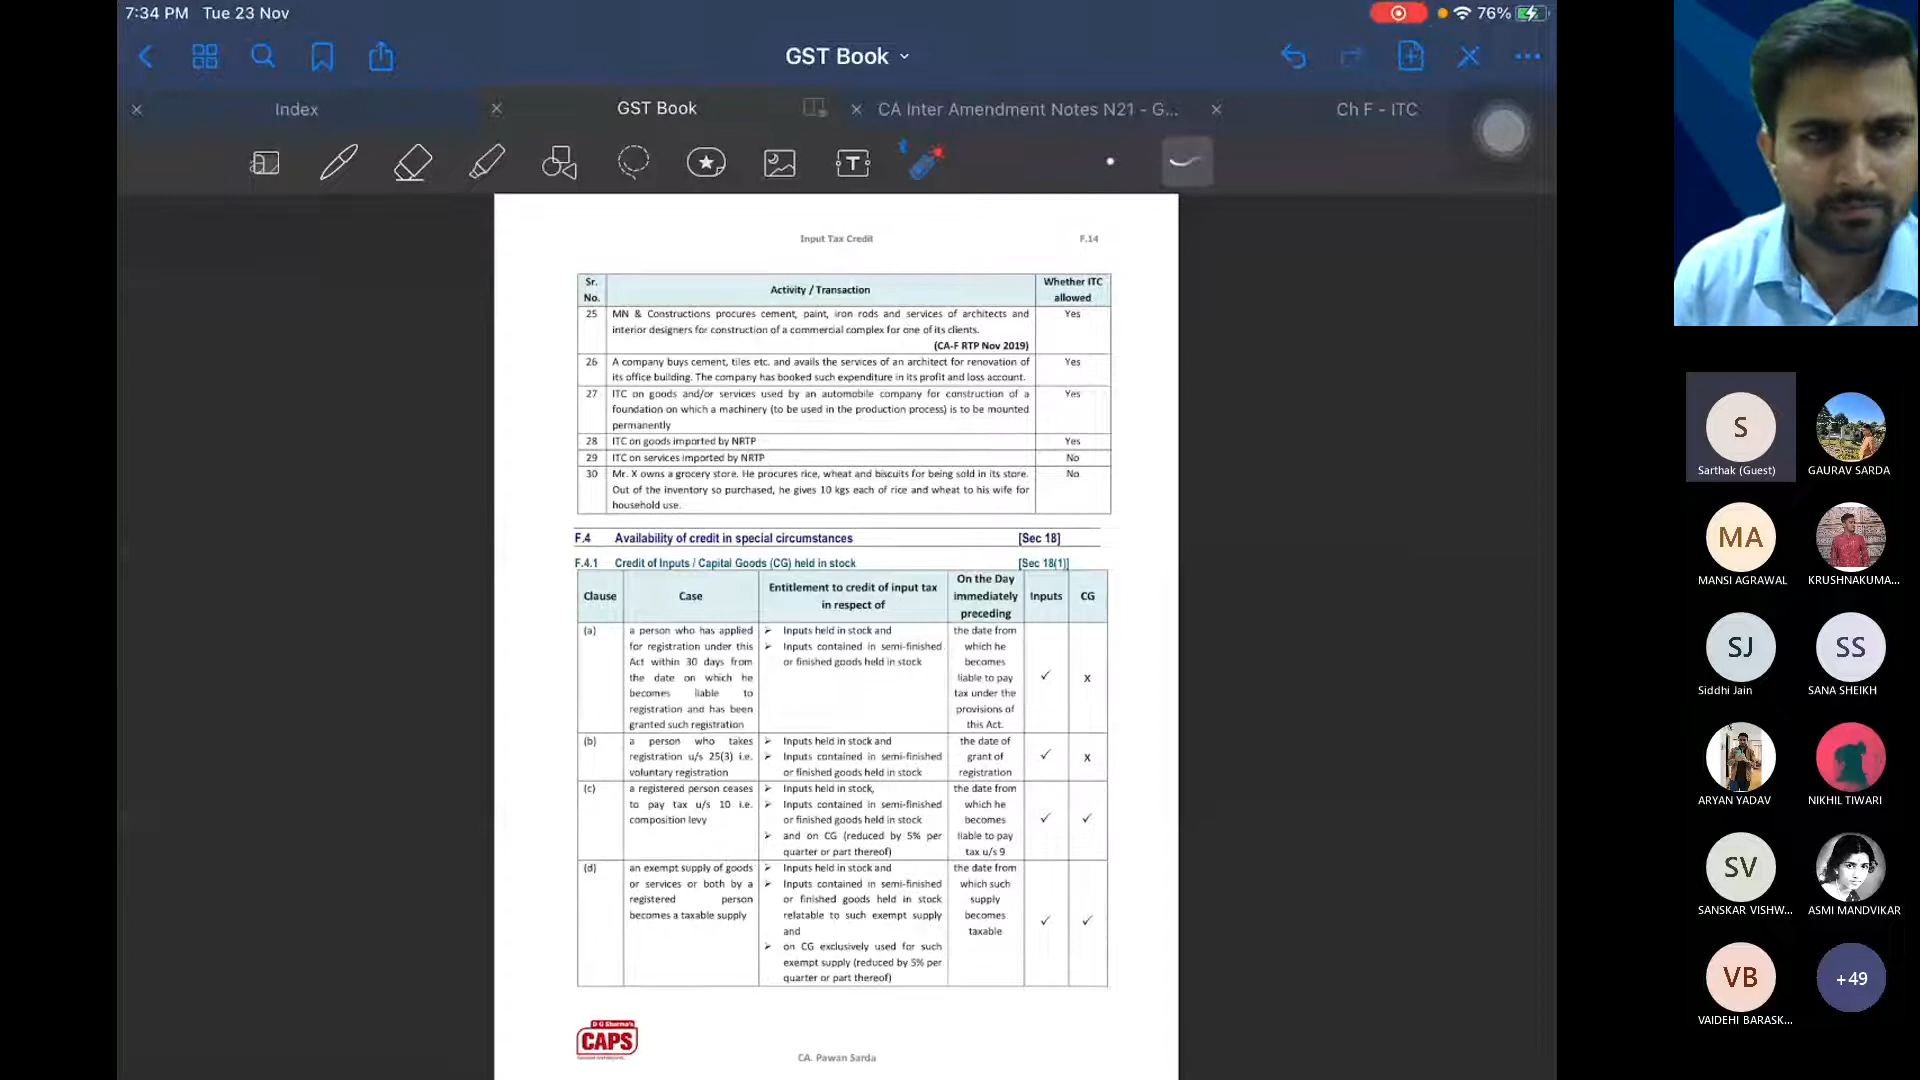 7:34 PM Tue 23 Nov
76%
GST Book
Index
GST Book
CA Inter Amendment Notes N21 - G...
Ch F - ITC
T
Input Tax Credit
F.14
Sr. No.
Activity / Transaction
Whether ITC allowed
25
MN & Constructions procures cement, paint, iron rods and services of architects and
interior designers for construction of a commercial complex for one of its clients.
(CA-F RTP Nov 2019)
Yes
26
A company buys cement, tiles etc. and avails the services of an architect for renovation of
its office building. The company has booked such expenditure in its profit and loss account.
Yes
27
ITC on goods and/or services used by an automobile company for construction of a
foundation on which a machinery (to be used in the production process) is to be mounted
permanently
Yes
28
ITC on goods imported by NRTP
Yes
29
ITC on services imported by NRTP
No
30
Mr. X owns a grocery store. He procures rice, wheat and biscuits for being sold in its store.
Out of the inventory so purchased, he gives 10 kgs each of rice and wheat to his wife for
household use.
No
F.4 Availability of credit in special circumstances [Sec 18]
F.4.1 Credit of Inputs / Capital Goods (CG) held in stock [Sec 18(1)]
Clause
Case
Entitlement to credit of input tax
in respect of
On the Day
immediately
preceding
Inputs
CG
(a)
a person who has applied
for registration under this
Act within 30 days from
the date on which he
becomes liable to
registration and has been
granted such registration
➢ Inputs held in stock and
➢ Inputs contained in semi-finished
or finished goods held in stock
the date from
which he
becomes
liable to pay
tax under the
provisions of
this Act.
✓
x
(b)
a person who takes
registration u/s 25(3) i.e.
voluntary registration
➢ Inputs held in stock and
➢ Inputs contained in semi-finished
or finished goods held in stock
the date of
grant of
registration
✓
x
(c)
a registered person ceases
to pay tax u/s 10 i.e.
composition levy
➢ Inputs held in stock,
➢ Inputs contained in semi-finished
or finished goods held in stock
➢ and on CG (reduced by 5% per
quarter or part thereof)
the date from
which he
becomes
liable to pay
tax u/s 9
✓
✓
(d)
an exempt supply of goods
or services or both by a
registered person
becomes a taxable supply
➢ Inputs held in stock and
➢ Inputs contained in semi-finished
or finished goods held in stock
relatable to such exempt supply
and
➢ on CG exclusively used for such
exempt supply (reduced by 5% per
quarter or part thereof)
the date from
which such
supply
becomes
taxable
✓
✓
D G Sharma's
CAPS
CA. Pawan Sarda
S
Sarthak (Guest)
GAURAV SARDA
MA
MANSI AGRAWAL
KRUSHNAKUMA...
SJ
Siddhi Jain
SS
SANA SHEIKH
ARYAN YADAV
NIKHIL TIWARI
SV
SANSKAR VISHW...
ASMI MANDVIKAR
VB
VAIDEHI BARASK...
+49